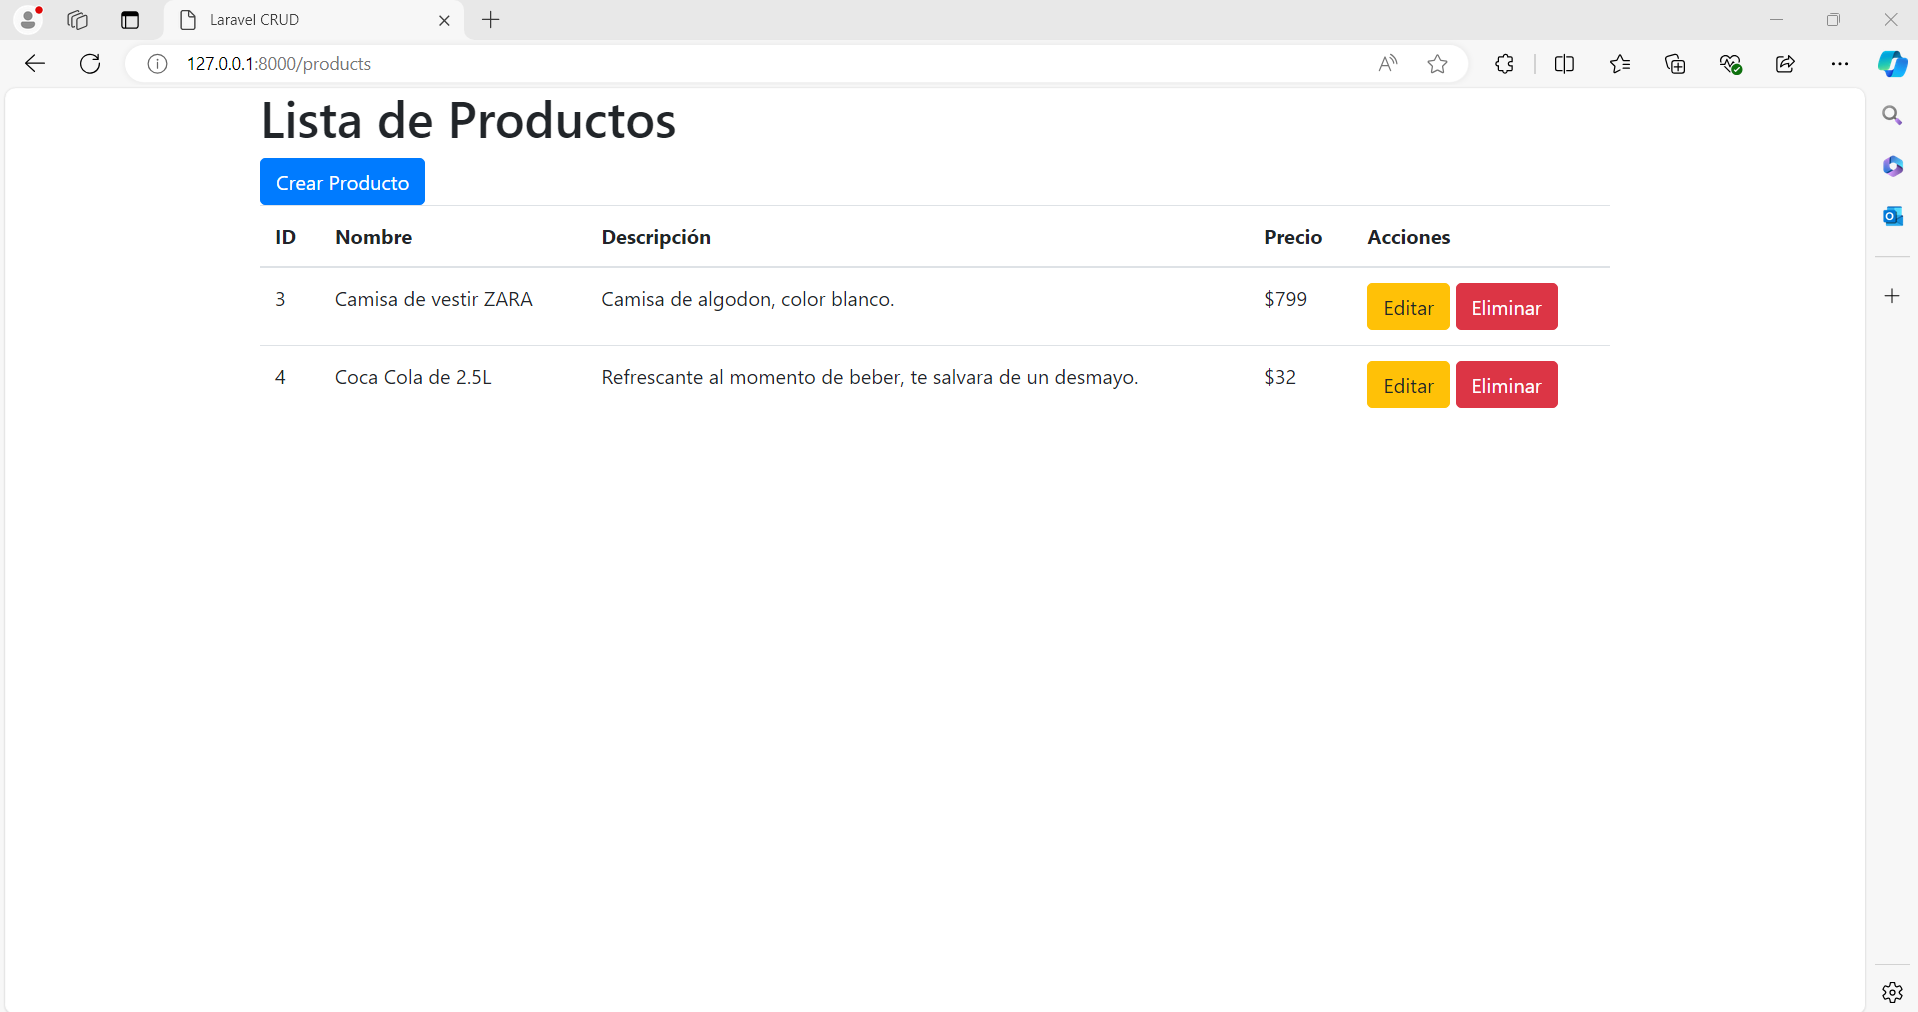 Laravel CRUD
127.0.0.1:8000/products
Lista de Productos
Crear Producto
ID Nombre Descripción Precio Acciones
3 Camisa de vestir ZARA Camisa de algodon, color blanco. $799 Editar Eliminar
4 Coca Cola de 2.5L Refrescante al momento de beber, te salvara de un desmayo. $32 Editar Eliminar